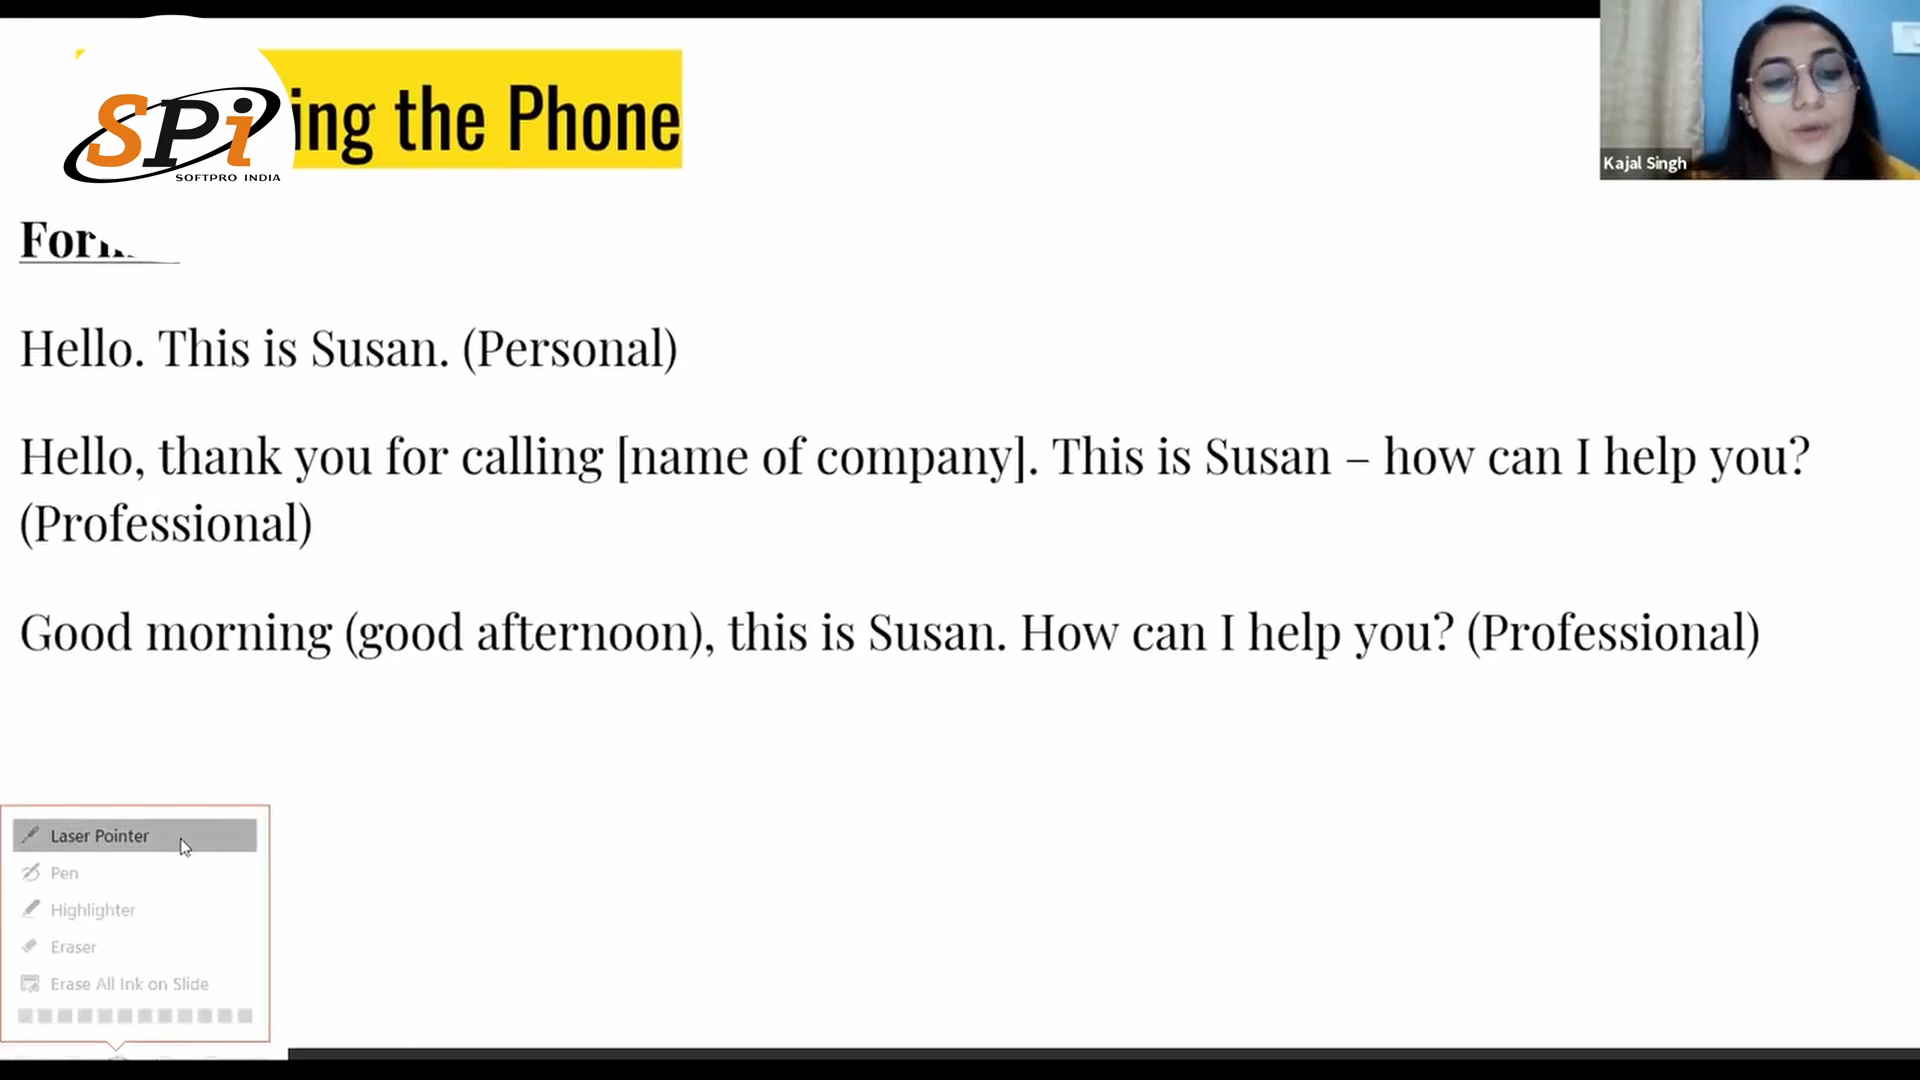 SPi
SOFTPRO INDIA
ing the Phone
Kajal Singh
Hello. This is Susan. (Personal)
Hello, thank you for calling [name of company]. This is Susan – how can I help you?
(Professional)
Good morning (good afternoon), this is Susan. How can I help you? (Professional)
Laser Pointer
Pen
Highlighter
Eraser
Erase All Ink on Slide